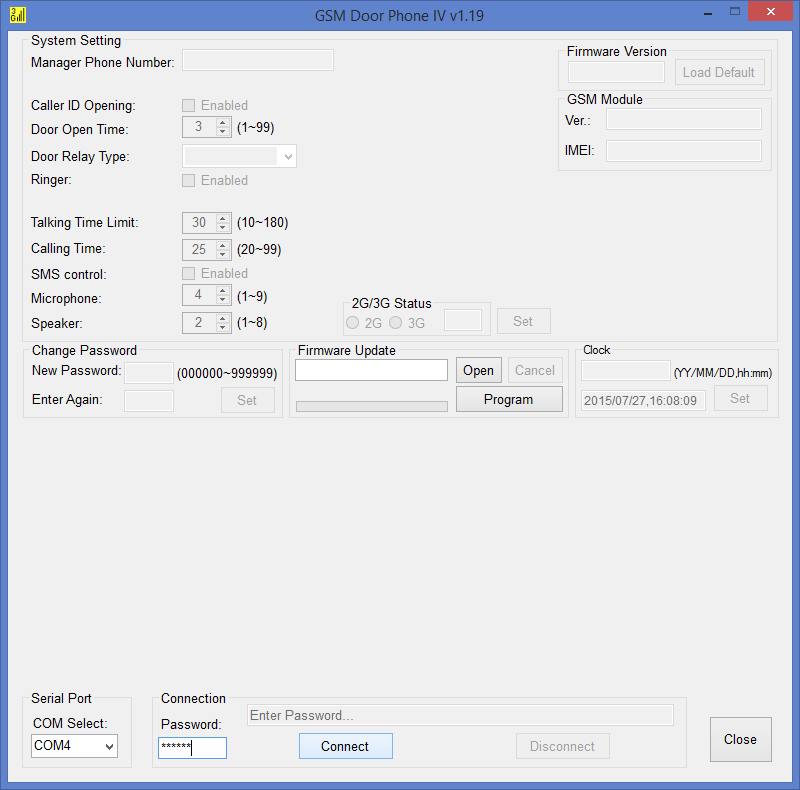 GSM Door Phone IV v1.19
System Setting
Manager Phone Number:
Firmware Version
Load Default
GSM Module
Ver.:
IMEI:
Caller ID Opening: Enabled
Door Open Time: 3 (1~99)
Door Relay Type:
Ringer: Enabled
Talking Time Limit: 30 (10~180)
Calling Time: 25 (20~99)
SMS control: Enabled
Microphone: 4 (1~9)
Speaker: 2 (1~8)
2G/3G Status
2G 3G Set
Change Password
New Password: (000000~999999)
Enter Again: Set
Firmware Update
Open Cancel
Program
Clock
(YY/MM/DD,hh:mm)
2015/07/27,16:08:09 Set
Serial Port
COM Select:
COM4
Connection
Password: Enter Password...
****** Connect Disconnect
Close